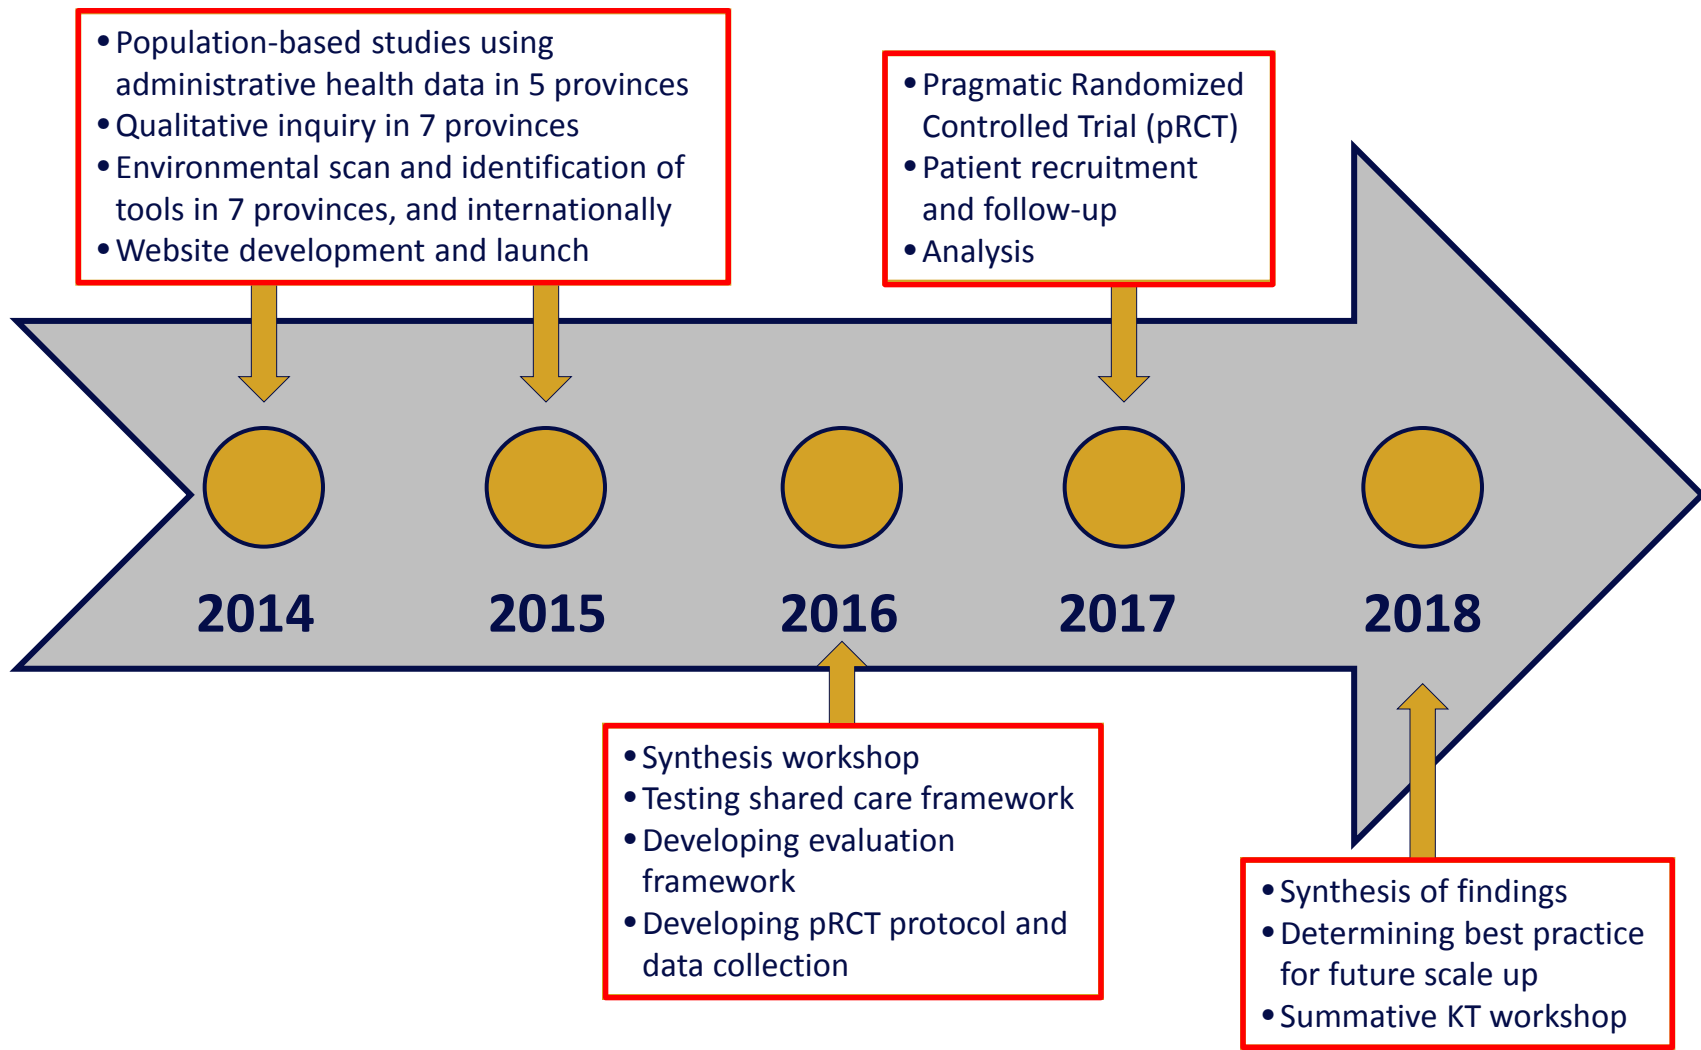 •Population-based studies using
administrative health data in 5 provinces
•Qualitative inquiry in 7 provinces
•Environmental scan and identification of
tools in 7 provinces, and internationally
•Website development and launch
•Pragmatic Randomized
Controlled Trial (pRCT)
•Patient recruitment
and follow-up
•Analysis
2014
2015
2016
2017
2018
•Synthesis workshop
•Testing shared care framework
•Developing evaluation
framework
•Developing pRCT protocol and
data collection
•Synthesis of findings
•Determining best practice
for future scale up
•Summative KT workshop